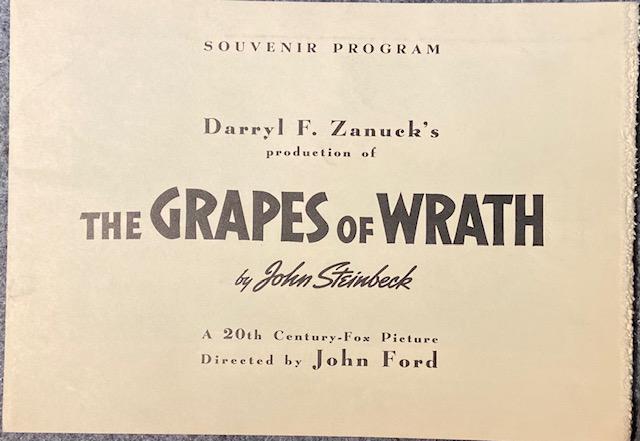 SOUVENIR PROGRAM
Darryl F. Zanuck's
production of
THE GRAPES OF WRATH
by John Steinbeck
A 20th Century-Fox Picture
Directed by John Ford